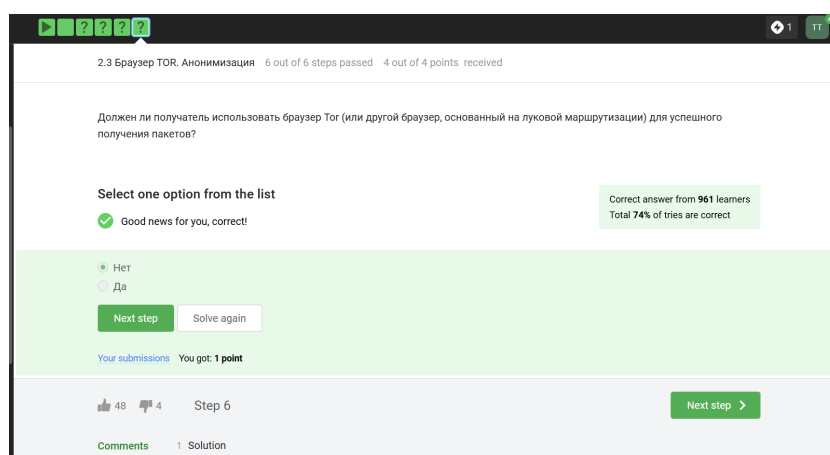 ? ? ? ?
1
TT
2.3 Браузер TOR. Анонимизация 6 out of 6 steps passed 4 out of 4 points received
Должен ли получатель использовать браузер Tor (или другой браузер, основанный на луковой маршрутизации) для успешного
получения пакетов?
Select one option from the list
Correct answer from 961 learners
Good news for you, correct!
Total 74% of tries are correct
Нет
Да
Next step Solve again
Your submissions You got: 1 point
48 4 Step 6 Next step
Comments 1 Solution